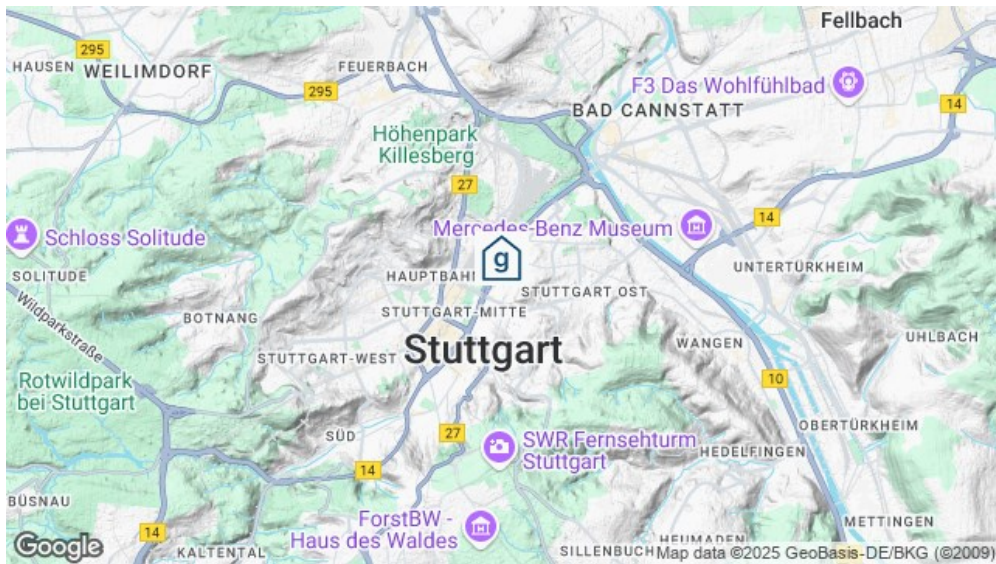 Fellbach
295
HAUSEN
WEILIMDORF
FEUERBACH
295
F3 Das Wohlfühlbad
14
BAD CANNSTATT
Höhenpark
Killesberg
27
14
Mercedes-Benz Museum
Schloss Solitude
g
UNTERTÜRKHEIM
SOLITUDE
HAUPTBAH
STUTTGART OST
Wildparkstraße
BOTNANG
STUTTGART-MITTE
UHLBACH
WANGEN
STUTTGART-WEST
Stuttgart
Rotwildpark
bei Stuttgart
10
OBERTÜRKHEIM
SÜD
27
SWR Fernsehturm
Stuttgart
HEDELFINGEN
14
BÜSNAU
METTINGEN
14
ForstBW -
Haus des Waldes
HEUMADEN
Google
KALTENTAL
SILLENBUCH
Map data ©2025 GeoBasis-DE/BKG (©2009)